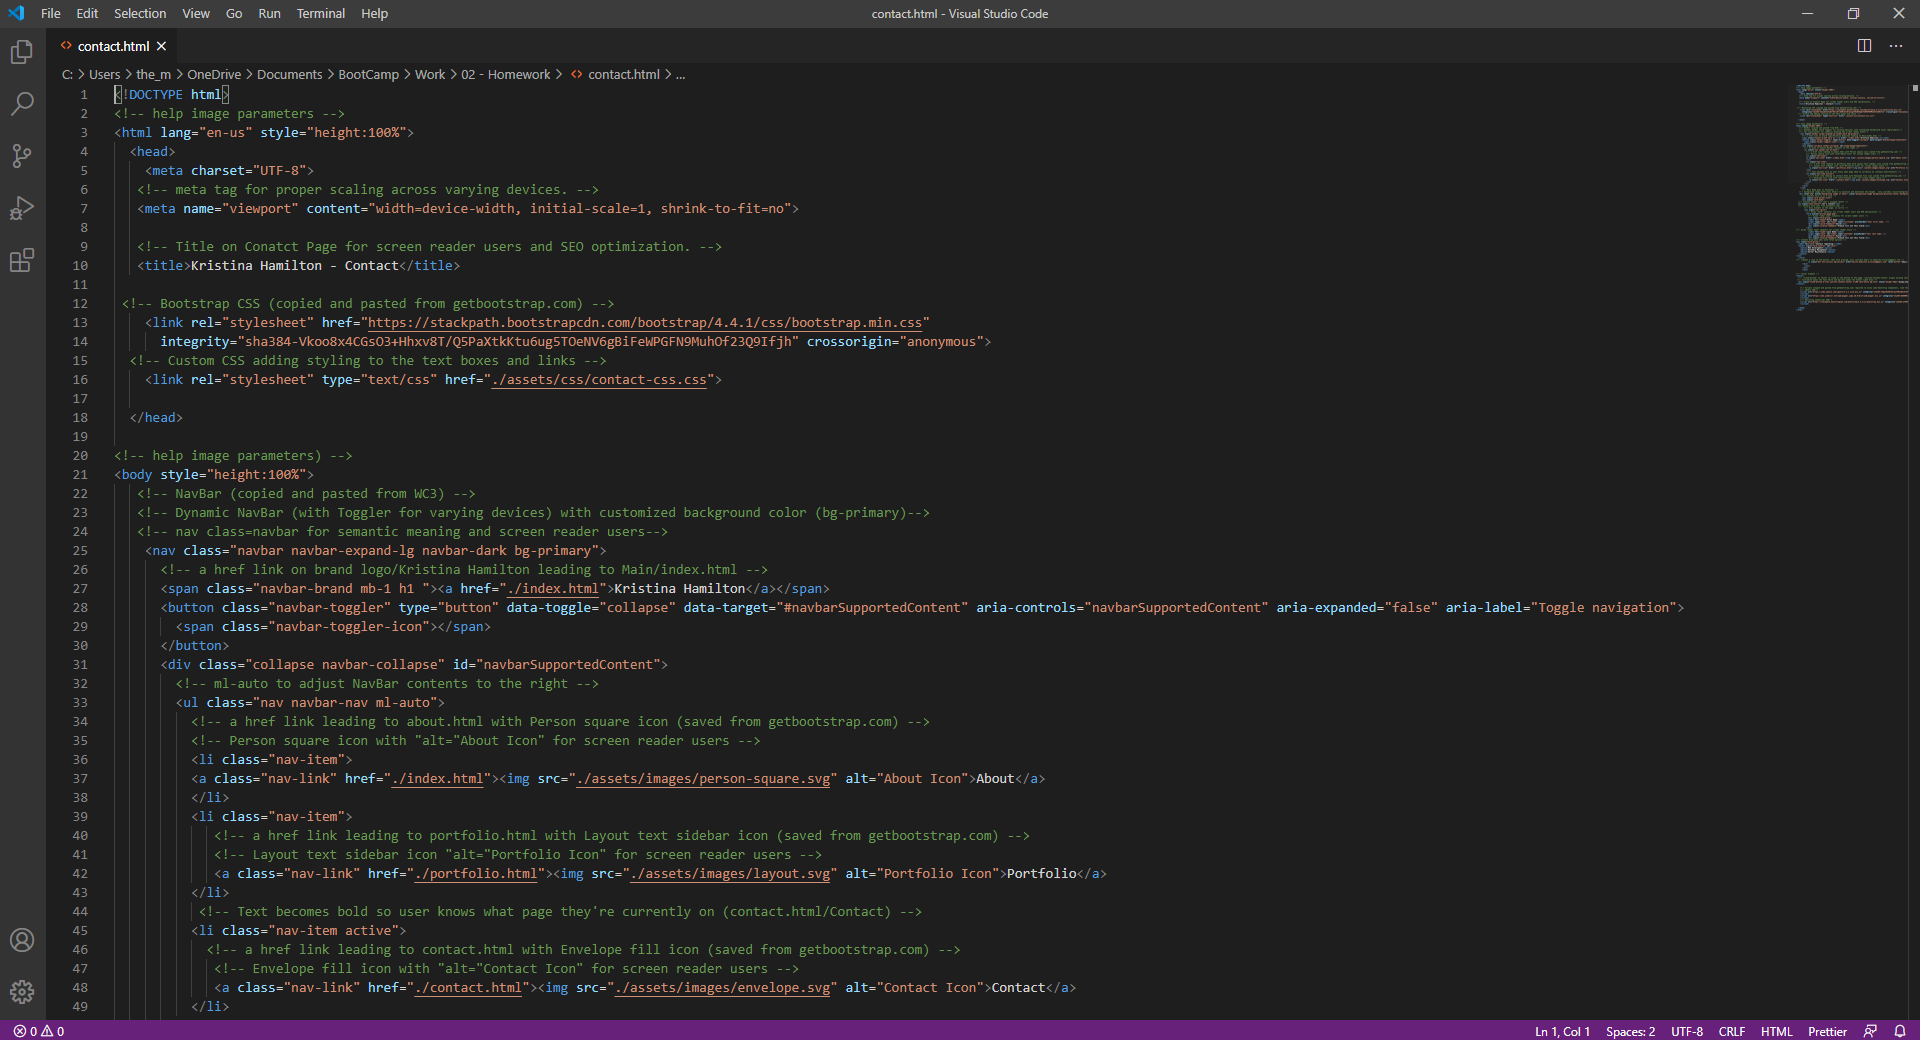 File Edit Selection View Go Run Terminal Help
contact.html - Visual Studio Code
contact.html
C: > Users > the_m > OneDrive > Documents > BootCamp > Work > 02 - Homework > contact.html > ...
1 <!DOCTYPE html>
2 <!-- help image parameters -->
3 <html lang="en-us" style="height:100%">
4 <head>
5 <meta charset="UTF-8">
6 <!-- meta tag for proper scaling across varying devices. -->
7 <meta name="viewport" content="width=device-width, initial-scale=1, shrink-to-fit=no">
8
9 <!-- Title on Conatct Page for screen reader users and SEO optimization. -->
10 <title>Kristina Hamilton - Contact</title>
11
12 <!-- Bootstrap CSS (copied and pasted from getbootstrap.com) -->
13 <link rel="stylesheet" href="https://stackpath.bootstrapcdn.com/bootstrap/4.4.1/css/bootstrap.min.css"
14 integrity="sha384-Vkoo8x4CGsO3+Hhxv8T/Q5PaXtkKtu6ug5TOeNV6gBiFeWPGFN9MuhOf23Q9Ifjh" crossorigin="anonymous">
15 <!-- Custom CSS adding styling to the text boxes and links -->
16 <link rel="stylesheet" type="text/css" href="./assets/css/contact-css.css">
17
18 </head>
19
20 <!-- help image parameters) -->
21 <body style="height:100%">
22 <!-- NavBar (copied and pasted from WC3) -->
23 <!-- Dynamic NavBar (with Toggler for varying devices) with customized background color (bg-primary)-->
24 <!-- nav class=navbar for semantic meaning and screen reader users-->
25 <nav class="navbar navbar-expand-lg navbar-dark bg-primary">
26 <!-- a href link on brand logo/Kristina Hamilton leading to Main/index.html -->
27 <span class="navbar-brand mb-1 h1 "><a href="./index.html">Kristina Hamilton</a></span>
28 <button class="navbar-toggler" type="button" data-toggle="collapse" data-target="#navbarSupportedContent" aria-controls="navbarSupportedContent" aria-expanded="false" aria-label="Toggle navigation">
29 <span class="navbar-toggler-icon"></span>
30 </button>
31 <div class="collapse navbar-collapse" id="navbarSupportedContent">
32 <!-- ml-auto to adjust NavBar contents to the right -->
33 <ul class="nav navbar-nav ml-auto">
34 <!-- a href link leading to about.html with Person square icon (saved from getbootstrap.com) -->
35 <!-- Person square icon with "alt="About Icon" for screen reader users -->
36 <li class="nav-item">
37 <a class="nav-link" href="./index.html"><img src="./assets/images/person-square.svg" alt="About Icon">About</a>
38 </li>
39 <li class="nav-item">
40 <!-- a href link leading to portfolio.html with Layout text sidebar icon (saved from getbootstrap.com) -->
41 <!-- Layout text sidebar icon "alt="Portfolio Icon" for screen reader users -->
42 <a class="nav-link" href="./portfolio.html"><img src="./assets/images/layout.svg" alt="Portfolio Icon">Portfolio</a>
43 </li>
44 <!-- Text becomes bold so user knows what page they're currently on (contact.html/Contact) -->
45 <li class="nav-item active">
46 <!-- a href link leading to contact.html with Envelope fill icon (saved from getbootstrap.com) -->
47 <!-- Envelope fill icon with "alt="Contact Icon" for screen reader users -->
48 <a class="nav-link" href="./contact.html"><img src="./assets/images/envelope.svg" alt="Contact Icon">Contact</a>
49 </li>
0 0 Ln 1, Col 1 Spaces: 2 UTF-8 CRLF HTML Prettier